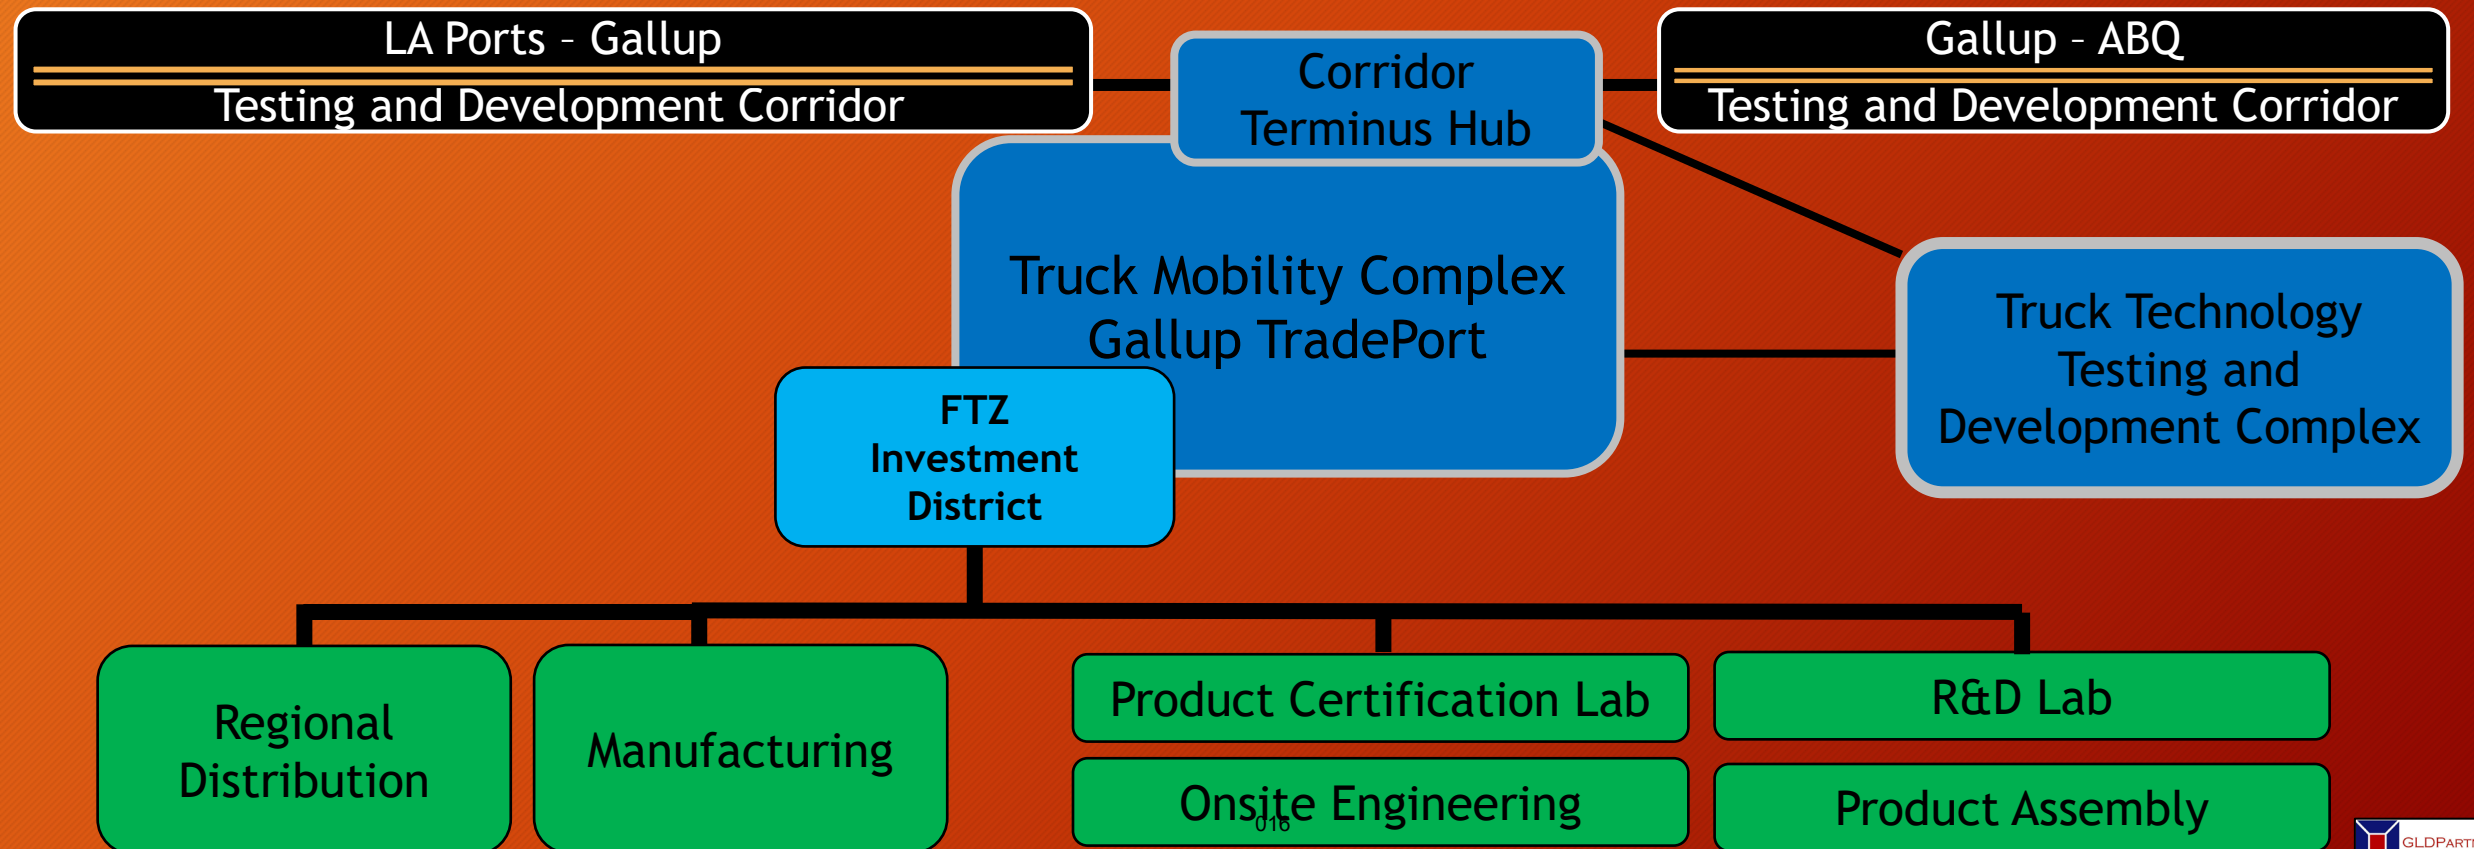 LA Ports – Gallup
Testing and Development Corridor
Corridor
Terminus Hub
Gallup – ABQ
Testing and Development Corridor
Truck Mobility Complex
Gallup TradePort
Truck Technology
Testing and
Development Complex
FTZ
Investment
District
Regional
Distribution
Manufacturing
Product Certification Lab
Onsite Engineering
R&D Lab
Product Assembly
016